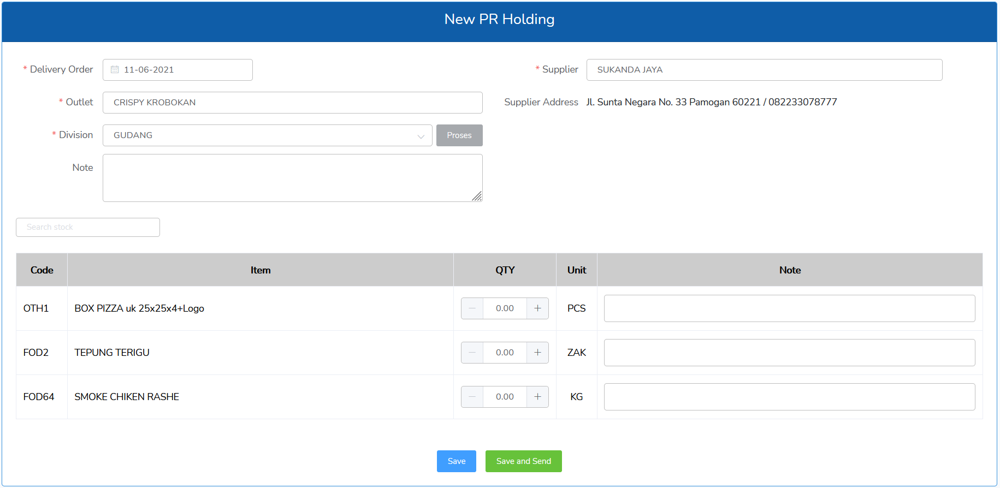 New PR Holding
* Delivery Order 11-06-2021
* Supplier SUKANDA JAYA
* Outlet CRISPY KROBOKAN
Supplier Address Jl. Sunta Negara No. 33 Pamogan 60221 / 082233078777
* Division GUDANG Proses
Note
Search stock
Code Item QTY Unit Note
OTH1 BOX PIZZA uk 25x25x4+Logo 0.00 PCS
FOD2 TEPUNG TERIGU 0.00 ZAK
FOD64 SMOKE CHIKEN RASHE 0.00 KG
Save Save and Send